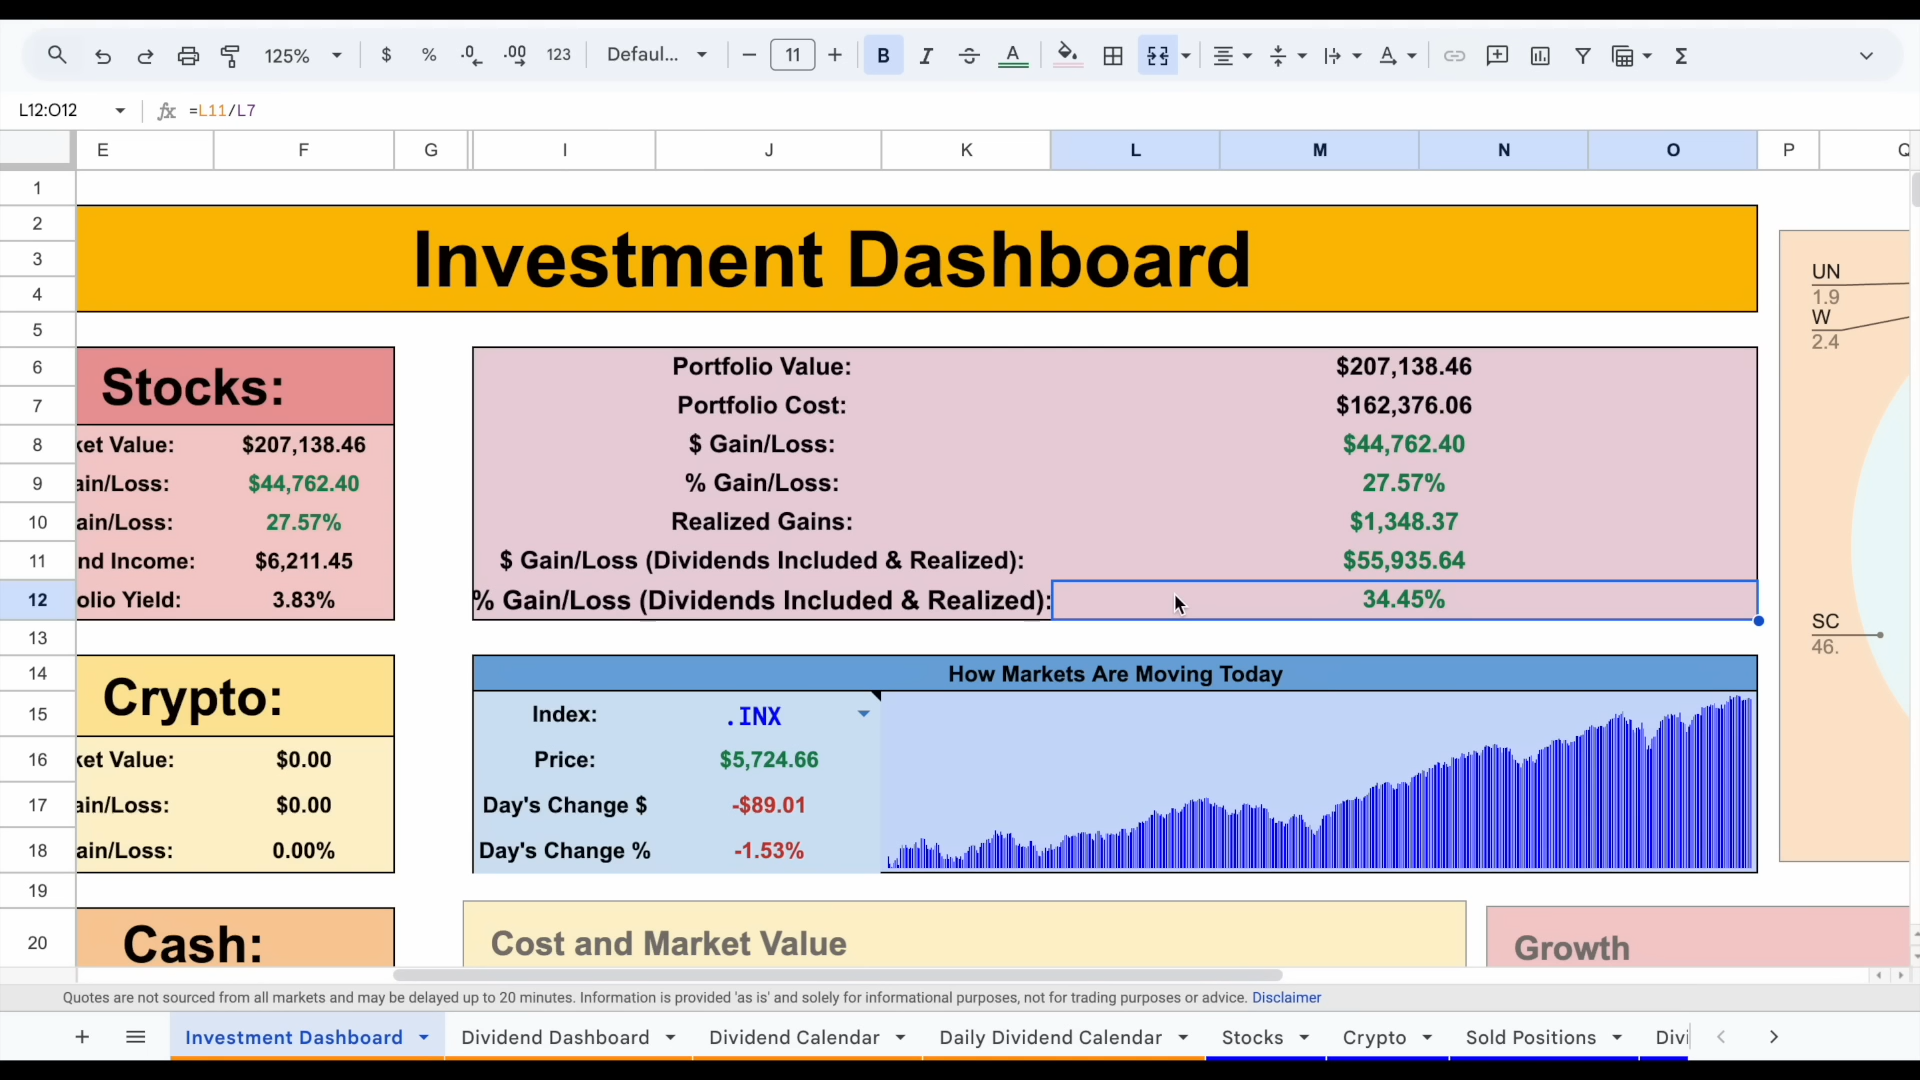 125%
$
%
.0
.00
123
Defaul...
11
B
I
A
A
Σ
L12:O12
fx
=L11/L7
E
F
G
I
J
K
L
M
N
O
P
Q
1
2
3
4
5
6
7
8
9
10
11
12
13
14
15
16
17
18
19
20
Investment Dashboard
Stocks:
ket Value: $207,138.46
ain/Loss: $44,762.40
ain/Loss: 27.57%
nd Income: $6,211.45
olio Yield: 3.83%
Portfolio Value: $207,138.46
Portfolio Cost: $162,376.06
$ Gain/Loss: $44,762.40
% Gain/Loss: 27.57%
Realized Gains: $1,348.37
$ Gain/Loss (Dividends Included & Realized): $55,935.64
% Gain/Loss (Dividends Included & Realized): 34.45%
UN
1.9
W
2.4
SC
46.
Crypto:
ket Value: $0.00
ain/Loss: $0.00
ain/Loss: 0.00%
How Markets Are Moving Today
Index: .INX
Price: $5,724.66
Day's Change $ -$89.01
Day's Change % -1.53%
Cash:
Cost and Market Value
Growth
Quotes are not sourced from all markets and may be delayed up to 20 minutes. Information is provided 'as is' and solely for informational purposes, not for trading purposes or advice. Disclaimer
Investment Dashboard
Dividend Dashboard
Dividend Calendar
Daily Dividend Calendar
Stocks
Crypto
Sold Positions
Divi